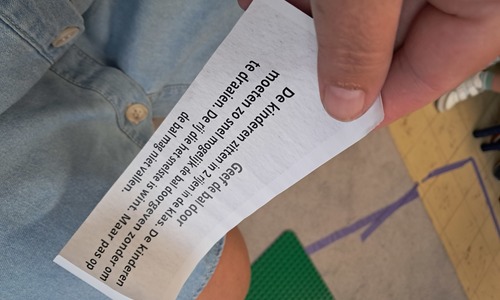 Geef de bal door
De kinderen zitten in 2 rijen in de klas. De kinderen
moeten zo snel mogelijk de bal doorgeven zonder om
te draaien. De rij die het snelste is wint. Maar pas op
de bal mag niet vallen.